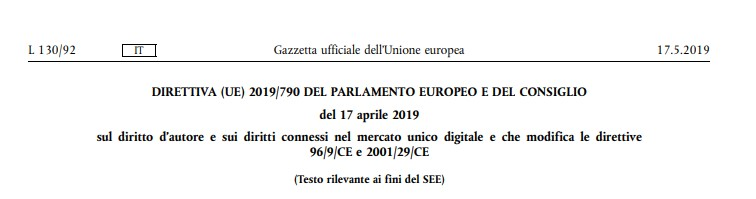 L 130/92 IT Gazzetta ufficiale dell'Unione europea 17.5.2019
DIRETTIVA (UE) 2019/790 DEL PARLAMENTO EUROPEO E DEL CONSIGLIO
del 17 aprile 2019
sul diritto d'autore e sui diritti connessi nel mercato unico digitale e che modifica le direttive
96/9/CE e 2001/29/CE
(Testo rilevante ai fini del SEE)